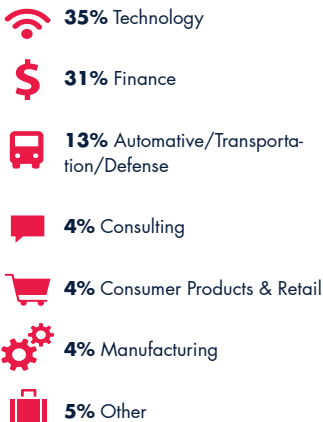 35% Technology
31% Finance
13% Automative/Transporta-
tion/Defense
4% Consulting
4% Consumer Products & Retail
4% Manufacturing
5% Other